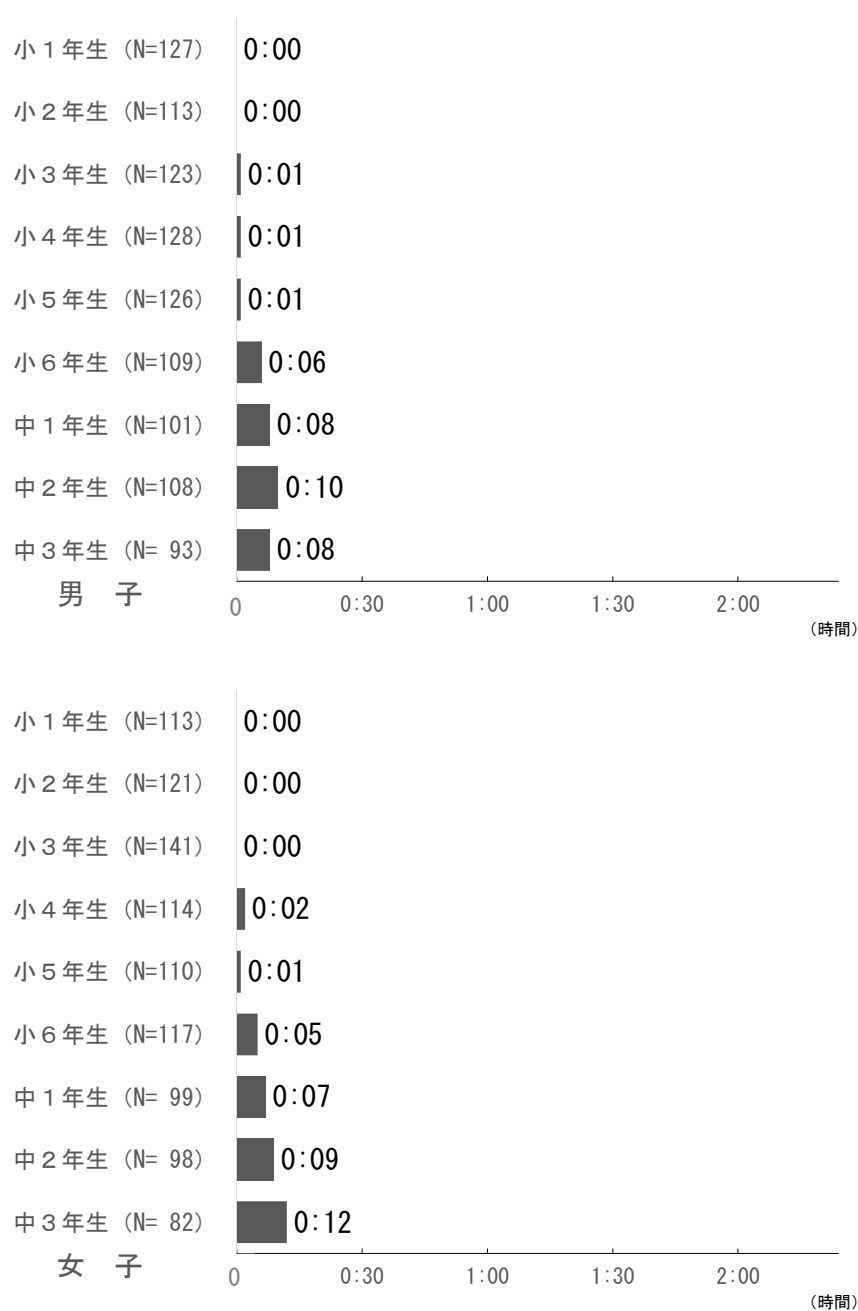 小１年生 (N=127) 0:00
小２年生 (N=113) 0:00
小３年生 (N=123) 0:01
小４年生 (N=128) 0:01
小５年生 (N=126) 0:01
小６年生 (N=109) 0:06
中１年生 (N=101) 0:08
中２年生 (N=108) 0:10
中３年生 (N= 93) 0:08
男　子
0 0:30 1:00 1:30 2:00
(時間)
小１年生 (N=113) 0:00
小２年生 (N=121) 0:00
小３年生 (N=141) 0:00
小４年生 (N=114) 0:02
小５年生 (N=110) 0:01
小６年生 (N=117) 0:05
中１年生 (N= 99) 0:07
中２年生 (N= 98) 0:09
中３年生 (N= 82) 0:12
女　子
0 0:30 1:00 1:30 2:00
(時間)